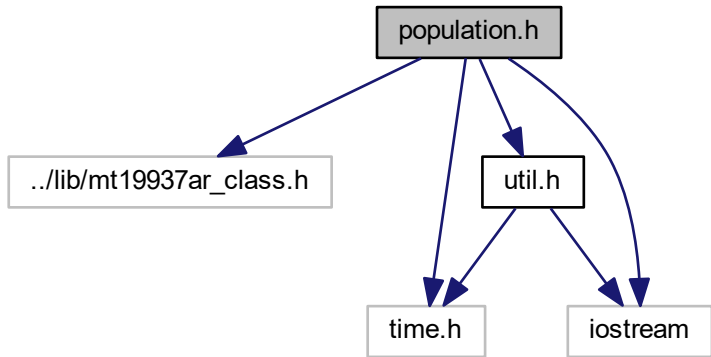 population.h
../lib/mt19937ar_class.h
util.h
time.h
iostream